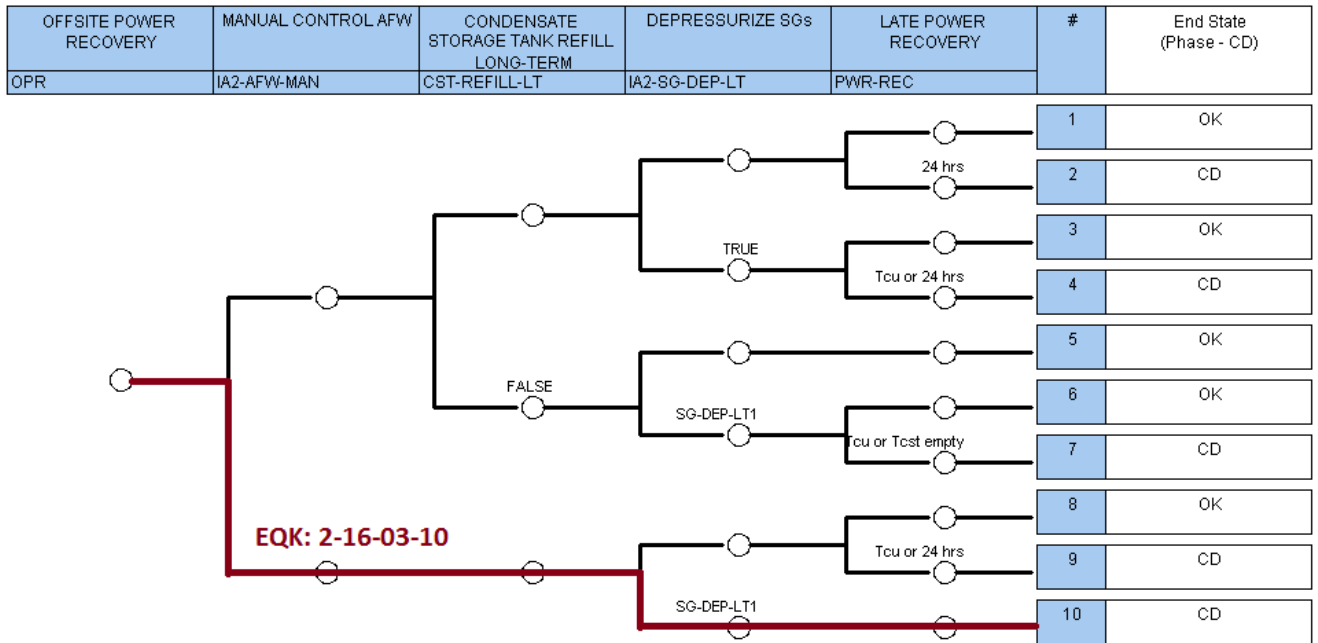 OFFSITE POWER
RECOVERY
MANUAL CONTROL AFW
CONDENSATE
STORAGE TANK REFILL
LONG-TERM
DEPRESSURIZE SGs
LATE POWER
RECOVERY
#
End State
(Phase - CD)
OPR
IA2-AFW-MAN
CST-REFILL-LT
IA2-SG-DEP-LT
PWR-REC
1
OK
24 hrs
2
CD
3
OK
TRUE
Tcu or 24 hrs
4
CD
5
OK
FALSE
6
OK
SG-DEP-LT1
Tcu or Tcst empty
7
CD
8
OK
EQK: 2-16-03-10
Tcu or 24 hrs
9
CD
SG-DEP-LT1
10
CD